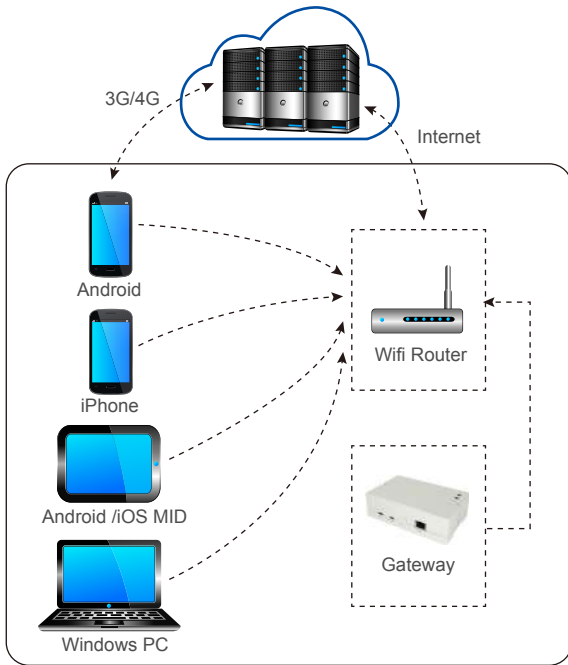 3G/4G
Internet
Android
Wifi Router
iPhone
Android /iOS MID
Gateway
Windows PC